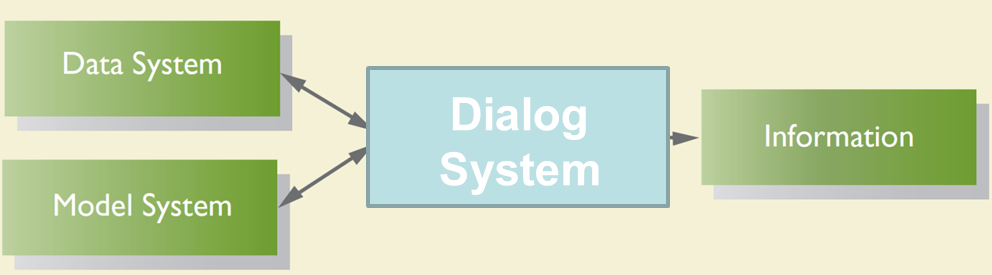 Data System
Model System
Dialog
System
Information